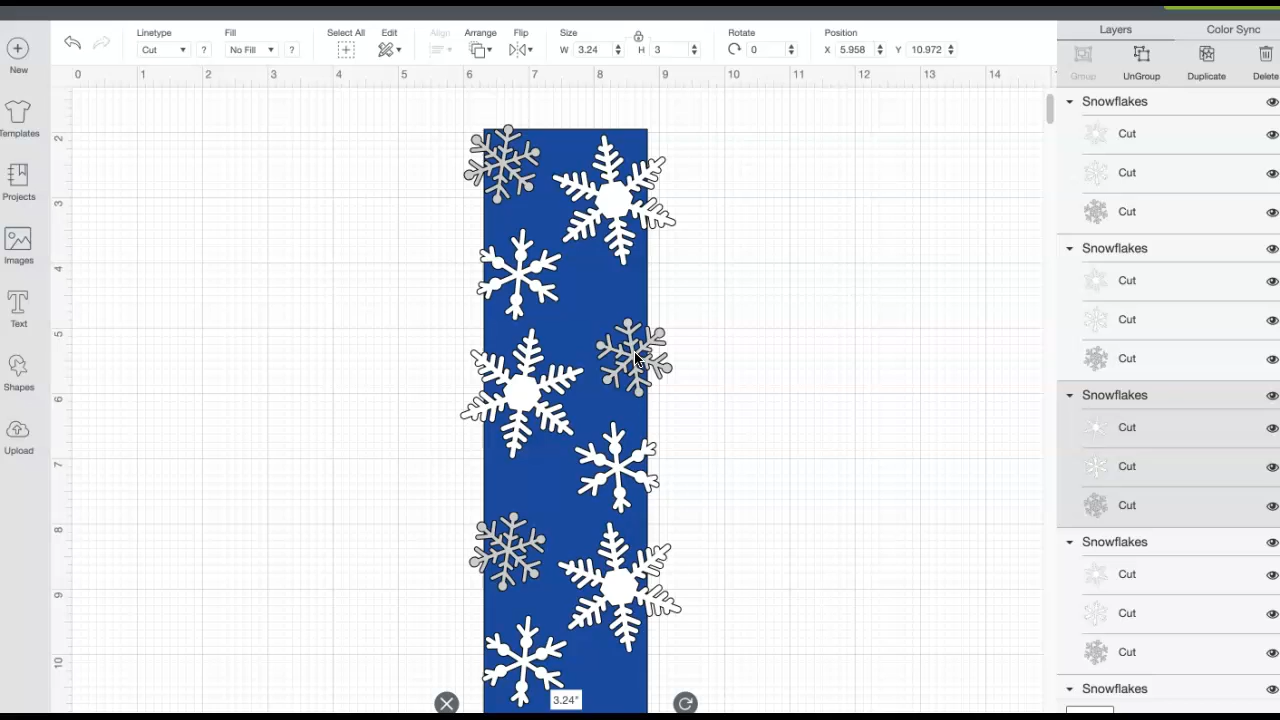 Linetype Fill Select All Edit Align Arrange Flip Size Rotate Position Layers Color Sync
Cut ? No Fill ? W 3.24 H 3 0 X 5.958 Y 10.972
New Group UnGroup Duplicate Delete
0 1 2 3 4 5 6 7 8 9 10 11 12 13 14
Templates
Projects
Images
Text
Shapes
Upload
2
3
4
5
6
7
8
9
10
3.24"
Snowflakes
Cut
Cut
Cut
Snowflakes
Cut
Cut
Cut
Snowflakes
Cut
Cut
Cut
Snowflakes
Cut
Cut
Cut
Snowflakes